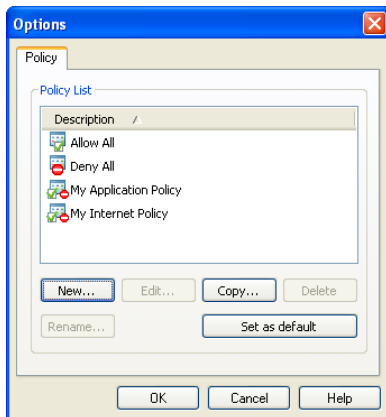 Options
Policy
Policy List
Description
Allow All
Deny All
My Application Policy
My Internet Policy
New... Edit... Copy... Delete
Rename... Set as default
OK Cancel Help